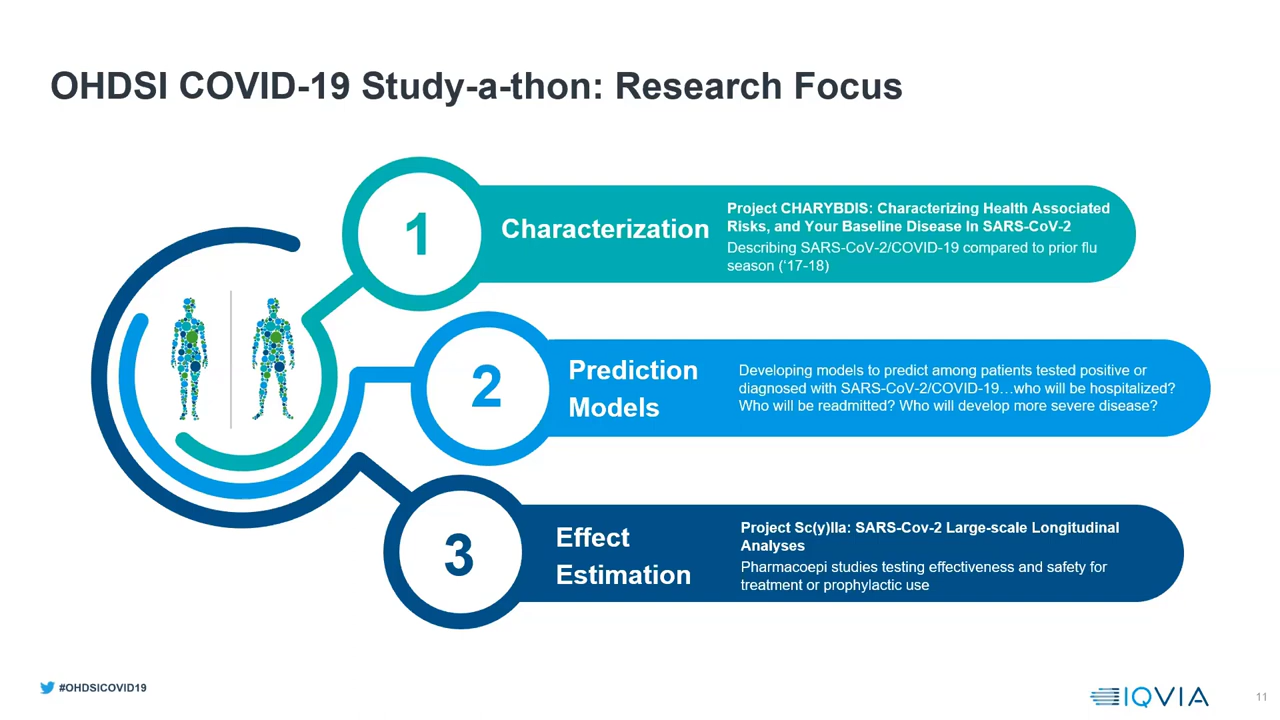 OHDSI COVID-19 Study-a-thon: Research Focus
1
Characterization
Project CHARYBDIS: Characterizing Health Associated
Risks, and Your Baseline Disease In SARS-CoV-2
Describing SARS-CoV-2/COVID-19 compared to prior flu
season (‘17-18)
2
Prediction
Models
Developing models to predict among patients tested positive or
diagnosed with SARS-CoV-2/COVID-19…who will be hospitalized?
Who will be readmitted? Who will develop more severe disease?
3
Effect
Estimation
Project Sc(y)lla: SARS-Cov-2 Large-scale Longitudinal
Analyses
Pharmacoepi studies testing effectiveness and safety for
treatment or prophylactic use
#OHDSICOVID19
IQVIA
11